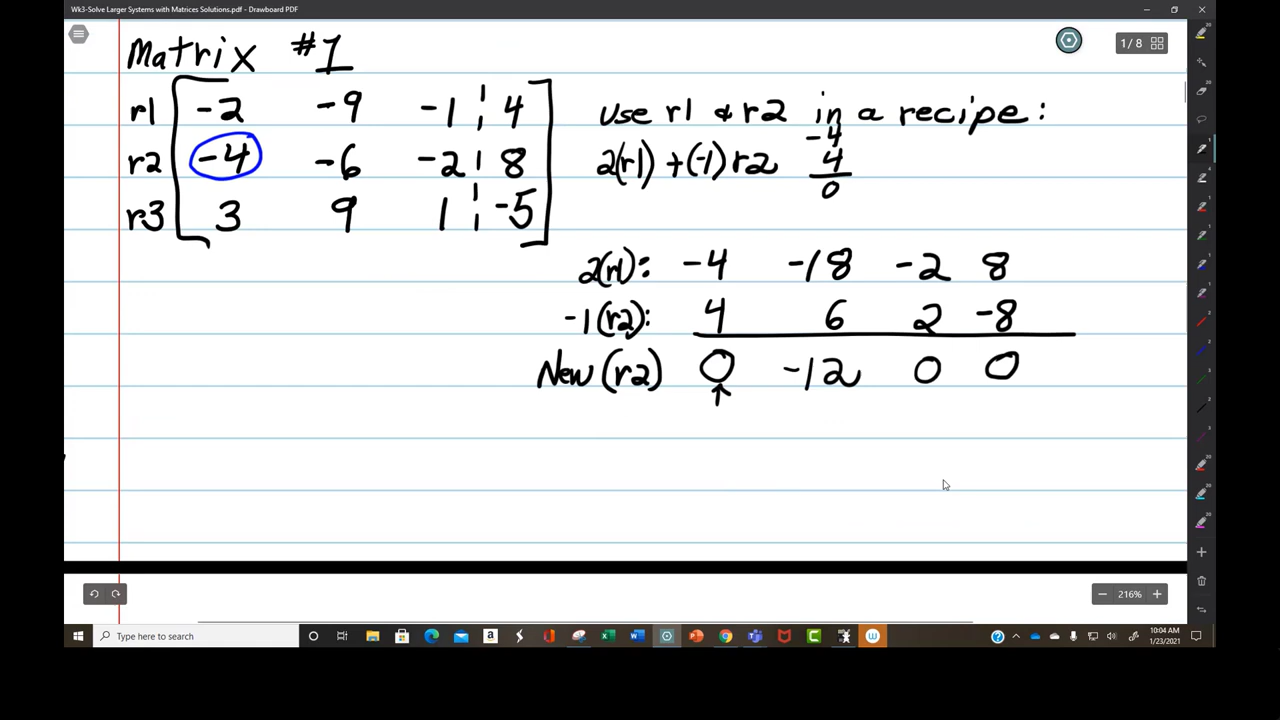 Wk3-Solve Larger Systems with Matrices Solutions.pdf - Drawboard PDF
1/8
Matrix #1
r1 -2 -9 -1 4
r2 -4 -6 -2 8
r3 3 9 1 -5
use r1 & r2 in a recipe:
2(r1) + (-1) r2
-4
4
0
2(r1): -4 -18 -2 8
-1(r2): 4 6 2 -8
New (r2) 0 -12 0 0
216%
Type here to search
10:04 AM
1/23/2021